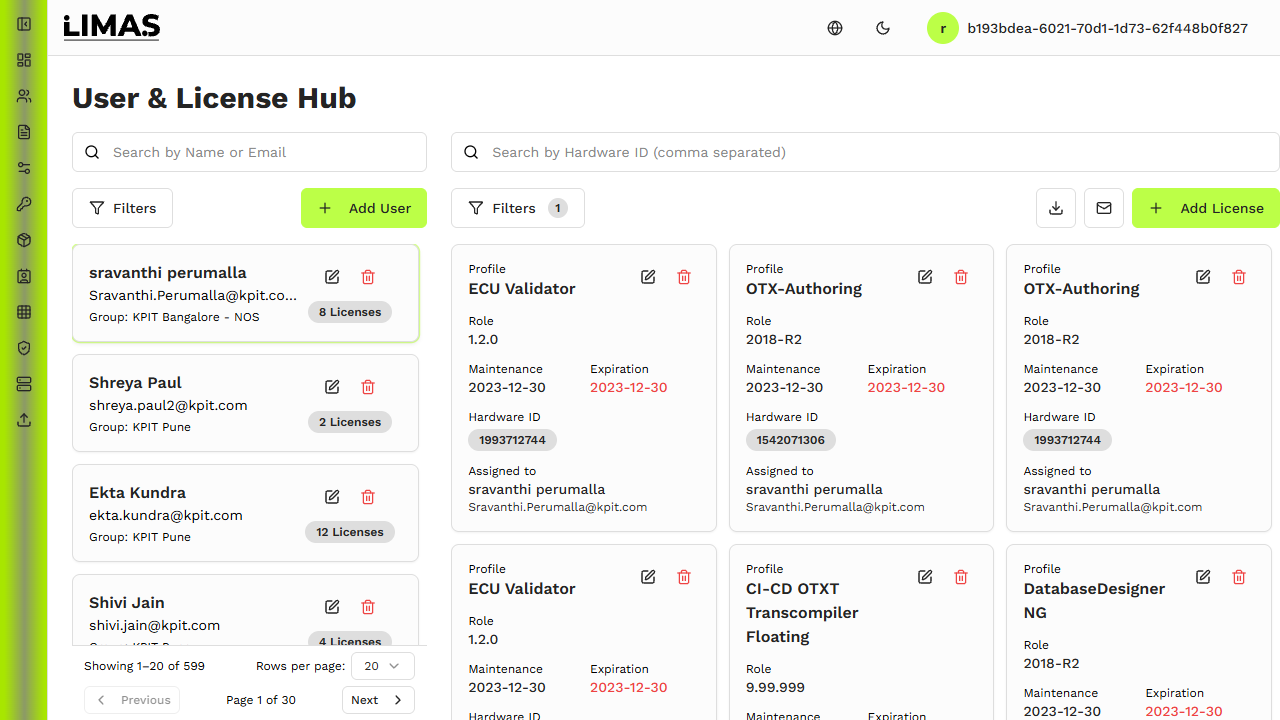 LIMAS
r
b193bdea-6021-70d1-1d73-62f448b0f827
User & License Hub
Search by Name or Email
Search by Hardware ID (comma separated)
Filters
Add User
Filters 1
Add License
sravanthi perumalla
Sravanthi.Perumalla@kpit.co...
Group: KPIT Bangalore - NOS
8 Licenses
Shreya Paul
shreya.paul2@kpit.com
Group: KPIT Pune
2 Licenses
Ekta Kundra
ekta.kundra@kpit.com
Group: KPIT Pune
12 Licenses
Shivi Jain
shivi.jain@kpit.com
4 Licenses
Showing 1–20 of 599
Rows per page: 20
Previous
Page 1 of 30
Next
Profile
ECU Validator
Role
1.2.0
Maintenance Expiration
2023-12-30 2023-12-30
Hardware ID
1993712744
Assigned to
sravanthi perumalla
Sravanthi.Perumalla@kpit.com
Profile
OTX-Authoring
Role
2018-R2
Maintenance Expiration
2023-12-30 2023-12-30
Hardware ID
1542071306
Assigned to
sravanthi perumalla
Sravanthi.Perumalla@kpit.com
Profile
OTX-Authoring
Role
2018-R2
Maintenance Expiration
2023-12-30 2023-12-30
Hardware ID
1993712744
Assigned to
sravanthi perumalla
Sravanthi.Perumalla@kpit.com
Profile
ECU Validator
Role
1.2.0
Maintenance Expiration
2023-12-30 2023-12-30
Hardware ID
Profile
CI-CD OTXT
Transcompiler
Floating
Role
9.99.999
Maintenance Expiration
Profile
DatabaseDesigner
NG
Role
2018-R2
Maintenance Expiration
2023-12-30 2023-12-30